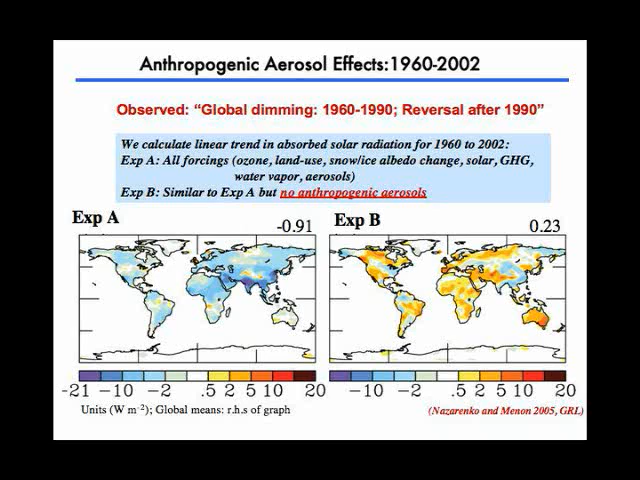 Anthropogenic Aerosol Effects:1960-2002
Observed: “Global dimming: 1960-1990; Reversal after 1990”
We calculate linear trend in absorbed solar radiation for 1960 to 2002:
Exp A: All forcings (ozone, land-use, snow/ice albedo change, solar, GHG,
water vapor, aerosols)
Exp B: Similar to Exp A but no anthropogenic aerosols
Exp A -0.91 Exp B 0.23
-21 -10 -2 .5 2 5 10 20 -10 -2 .5 2 5 10 20
Units (W m-2); Global means: r.h.s of graph
(Nazarenko and Menon 2005, GRL)